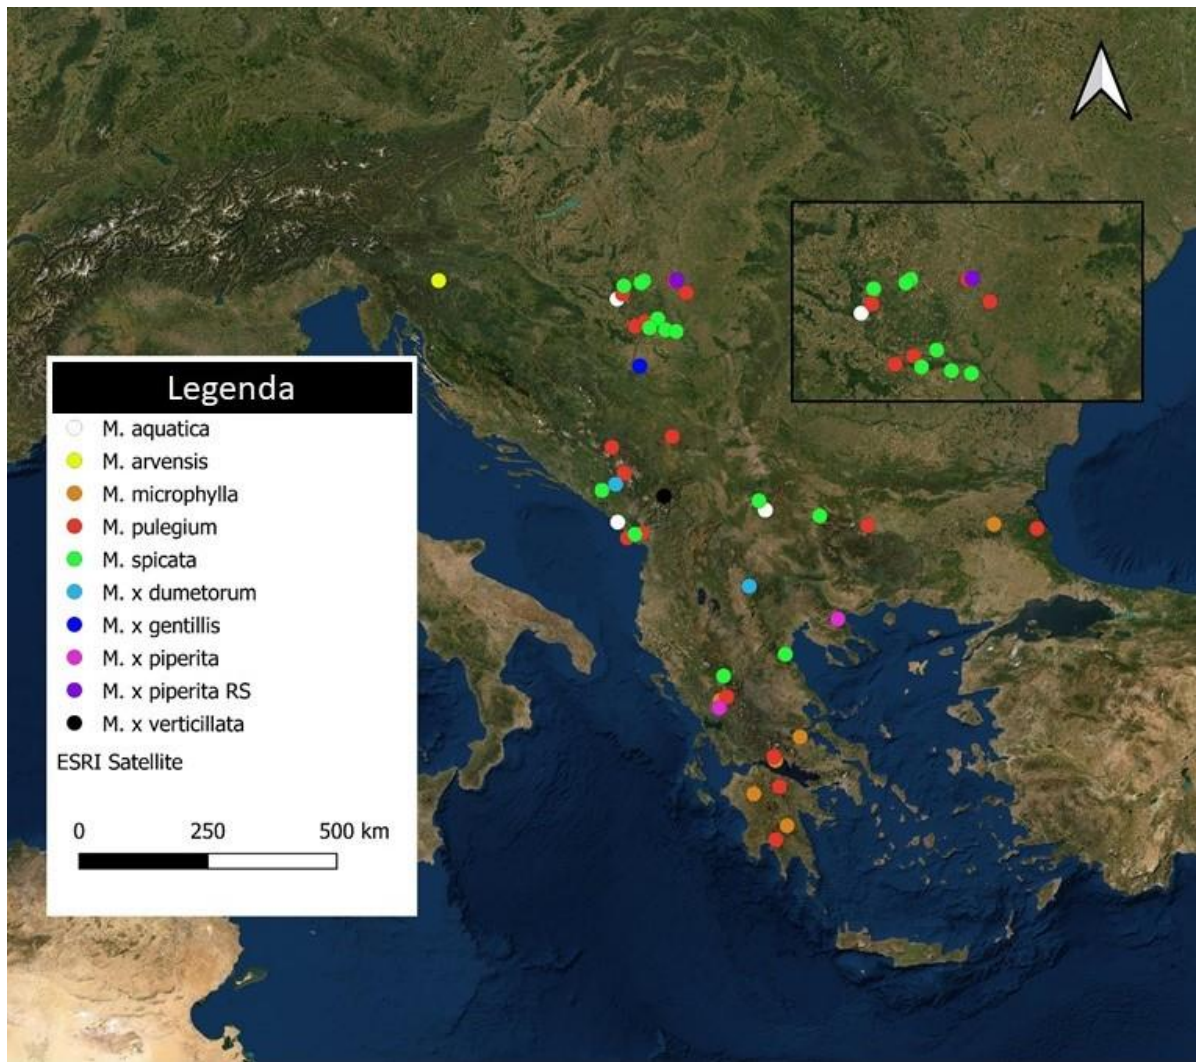 Legenda
M. aquatica
M. arvensis
M. microphylla
M. pulegium
M. spicata
M. x dumetorum
M. x gentillis
M. x piperita
M. x piperita RS
M. x verticillata
ESRI Satellite
0 250 500 km